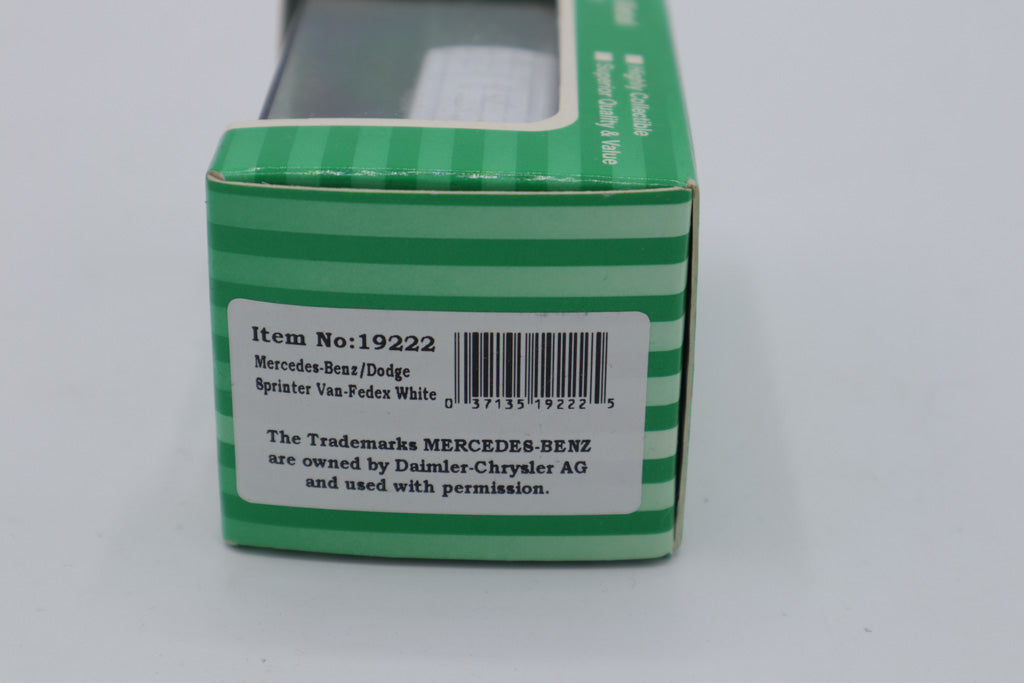 Highly Collectible
Superior Quality & Value
Item No:19222
Mercedes-Benz/Dodge
Sprinter Van-Fedex White
0 37135 19222 5
The Trademarks MERCEDES-BENZ
are owned by Daimler-Chrysler AG
and used with permission.